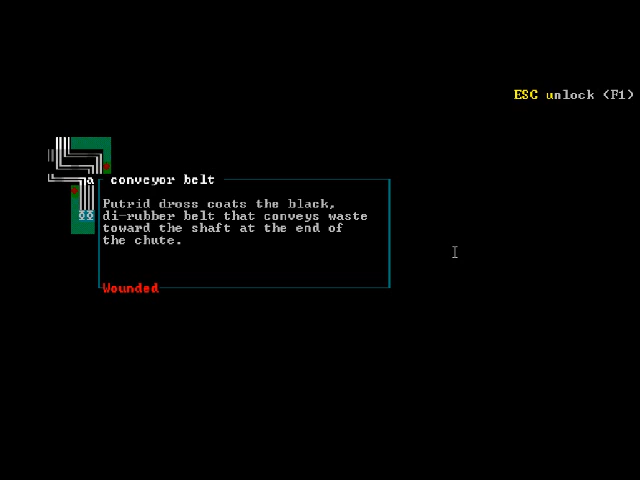 ESC unlock (F1)
a conveyor belt
Putrid dross coats the black,
di-rubber belt that conveys waste
toward the shaft at the end of
the chute.
Wounded